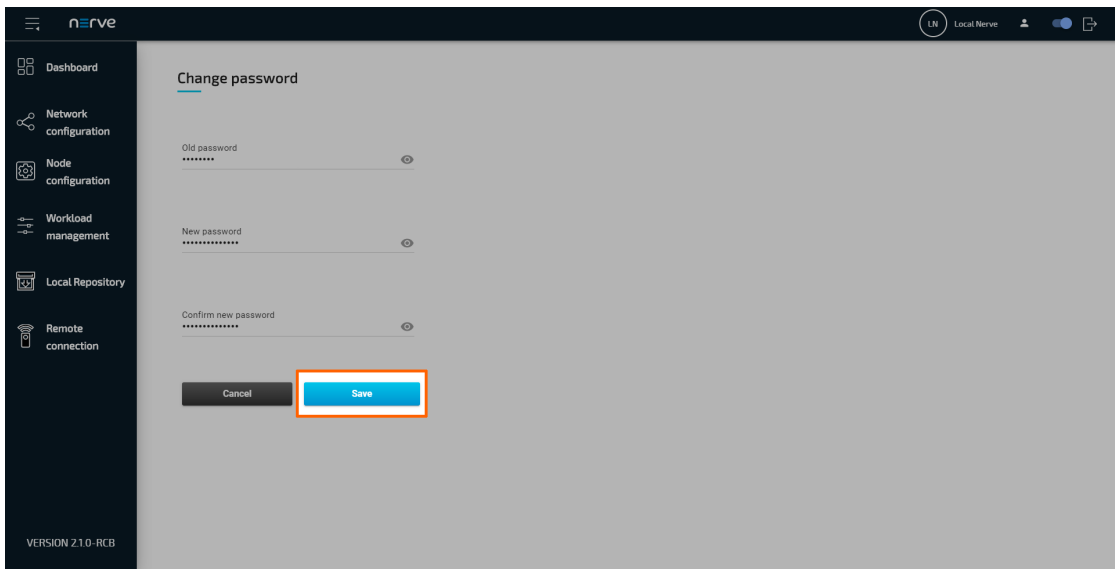 nerve
LN Local Nerve
Dashboard
Network
configuration
Node
configuration
Workload
management
Local Repository
Remote
connection
VERSION 2.1.0-RCB
Change password
Old password
••••••••
New password
••••••••••••••
Confirm new password
••••••••••••••
Cancel Save